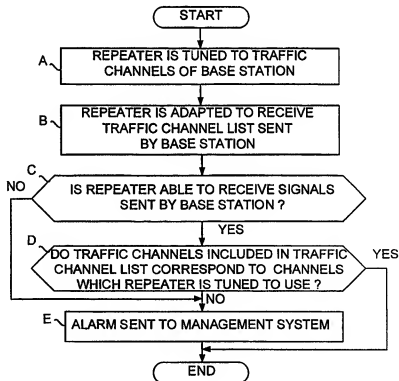 START
A
REPEATER IS TUNED TO TRAFFIC
CHANNELS OF BASE STATION
B
REPEATER IS ADAPTED TO RECEIVE
TRAFFIC CHANNEL LIST SENT
BY BASE STATION
C
NO
IS REPEATER ABLE TO RECEIVE SIGNALS
SENT BY BASE STATION ?
YES
D
DO TRAFFIC CHANNELS INCLUDED IN TRAFFIC
CHANNEL LIST CORRESPOND TO CHANNELS
WHICH REPEATER IS TUNED TO USE ?
YES
NO
E
ALARM SENT TO MANAGEMENT SYSTEM
END